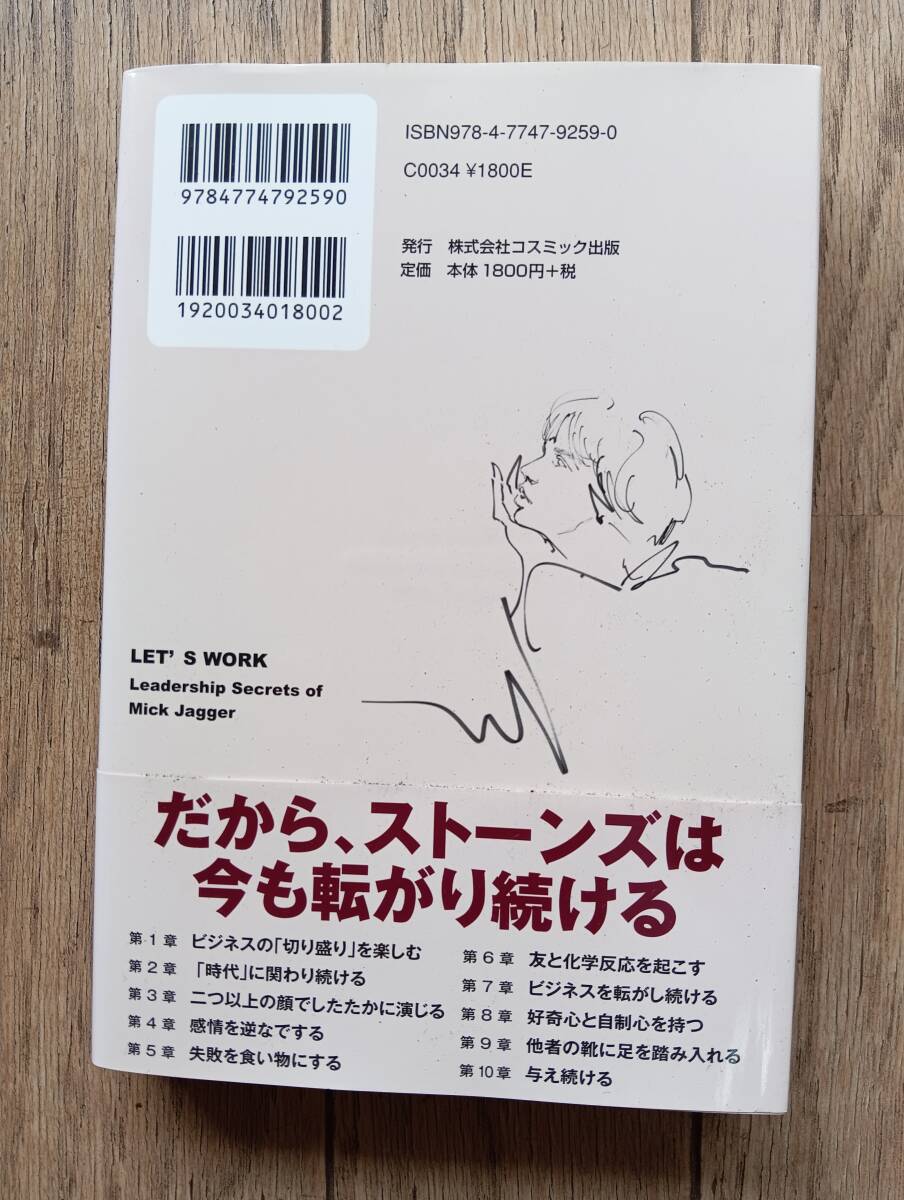 9784774792590
1920034018002
ISBN978-4-7747-9259-0
C0034 ¥1800E
発行 株式会社コスミック出版
定価 本体1800円+税
LET' S WORK
Leadership Secrets of
Mick Jagger
だから、ストーンズは
今も転がり続ける
第1章 ビジネスの「切り盛り」を楽しむ
第2章 「時代」に関わり続ける
第3章 二つ以上の顔でしたたかに演じる
第4章 感情を逆なでする
第5章 失敗を食い物にする
第6章 友と化学反応を起こす
第7章 ビジネスを転がし続ける
第8章 好奇心と自制心を持つ
第9章 他者の靴に足を踏み入れる
第10章 与え続ける